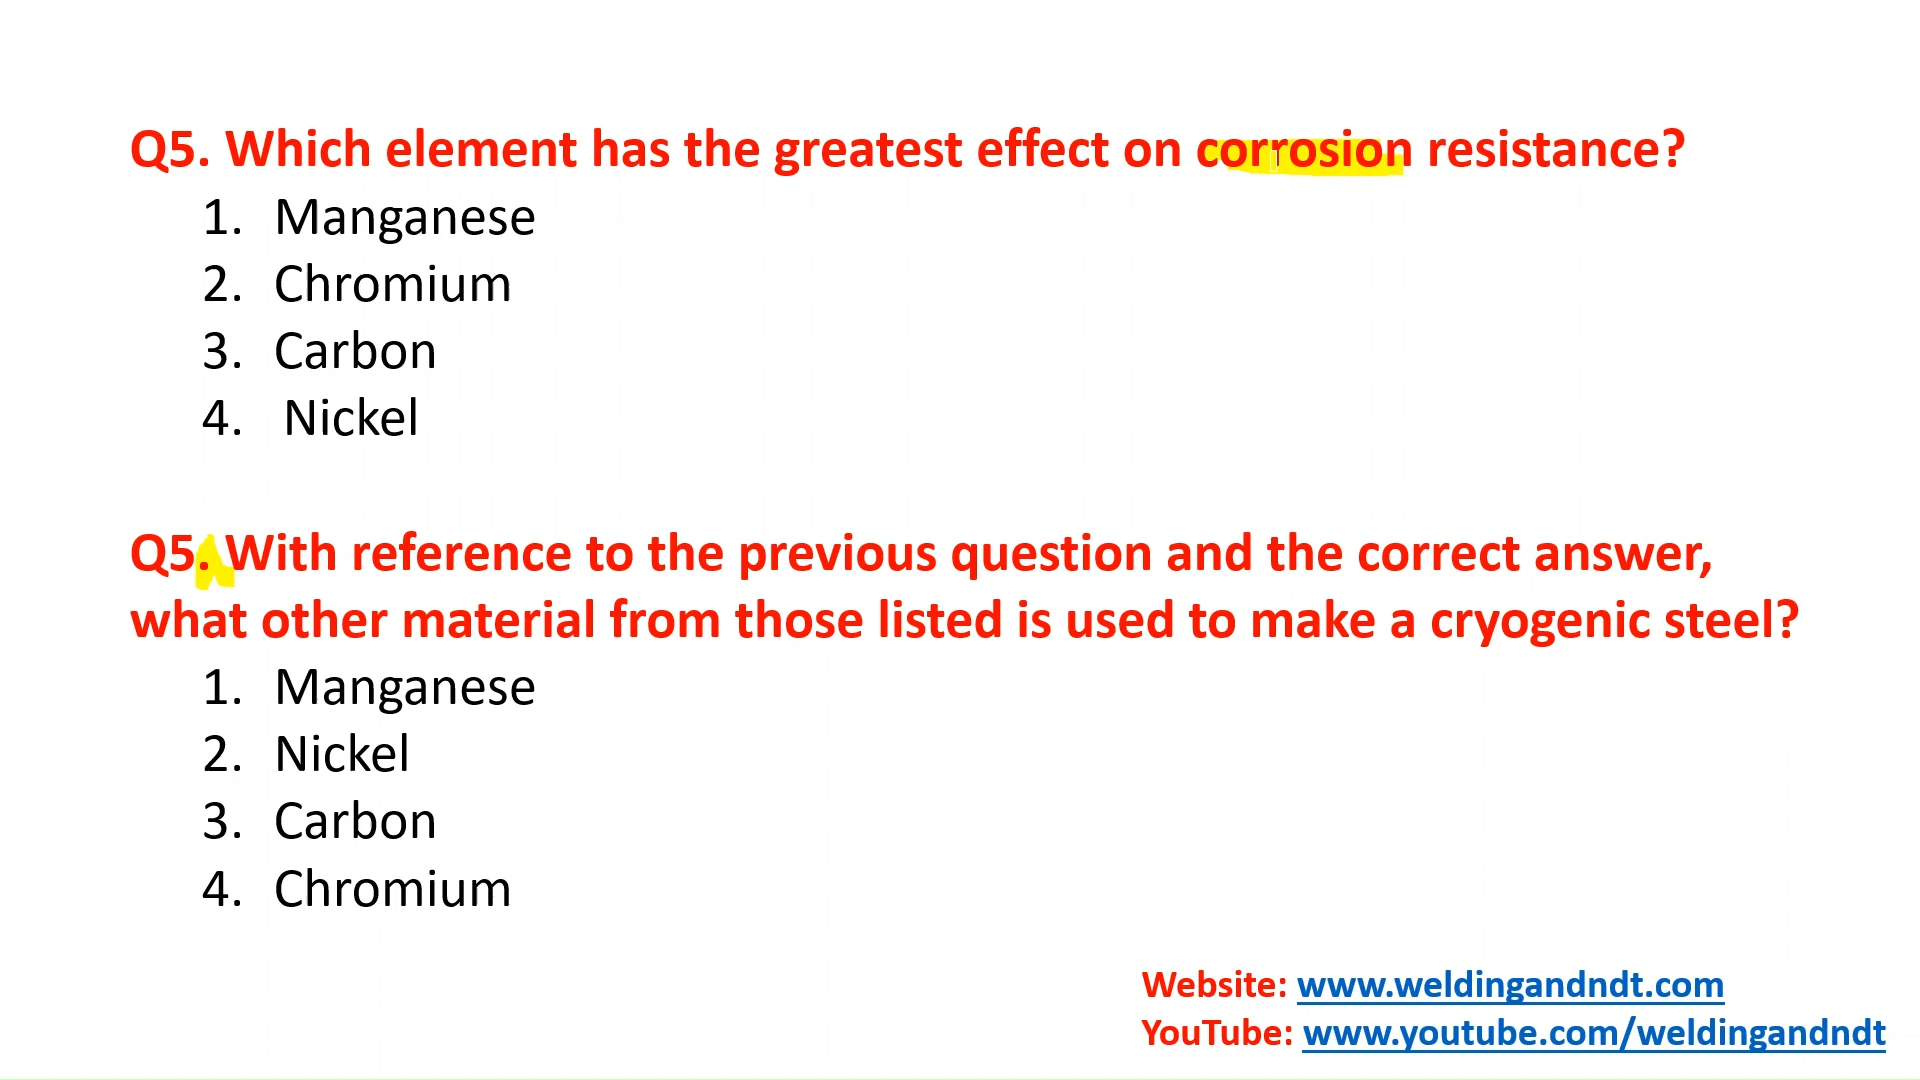 Q5. Which element has the greatest effect on corrosion resistance?
1. Manganese
2. Chromium
3. Carbon
4. Nickel
Q5. With reference to the previous question and the correct answer,
what other material from those listed is used to make a cryogenic steel?
1. Manganese
2. Nickel
3. Carbon
4. Chromium
Website: www.weldingandndt.com
YouTube: www.youtube.com/weldingandndt